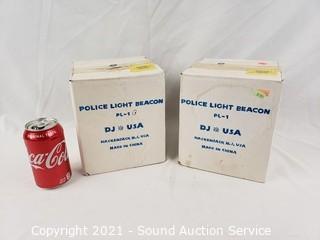 POLICE LIGHT BEACON
PL-1
DJ USA
HACKENSACK N.J. USA
MADE IN CHINA
POLICE LIGHT BEACON
PL-1
DJ USA
HACKENSACK N.J. USA
MADE IN CHINA
Coca-Cola
Copyright 2021 - Sound Auction Service